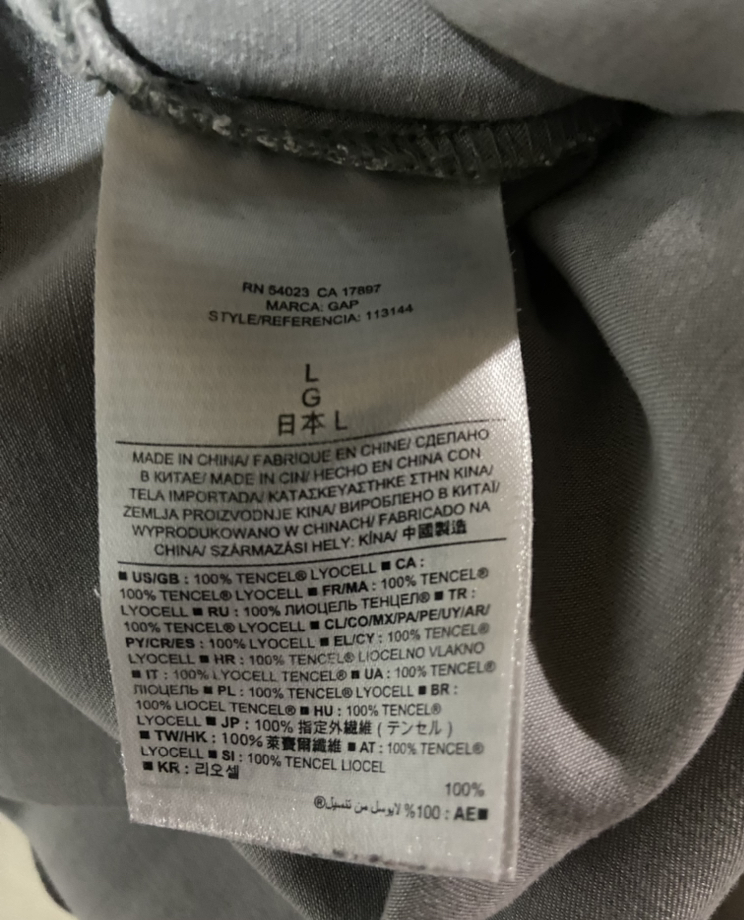 RN 54023 CA 17897
MARCA: GAP
STYLE/REFERENCIA: 113144
L
G
日本 L
MADE IN CHINA/ FABRIQUE EN CHINE/ СДЕЛАНО
В КИТАЕ/ MADE IN CIN/ HECHO EN CHINA CON
TELA IMPORTADA/ ΚΑΤΑΣΚΕΥΑΣΤΗΚΕ ΣΤΗΝ ΚΙΝΑ/
ZEMLJA PROIZVODNJE KINA/ ВИРОБЛЕНО В КИТАЇ/
WYPRODUKOWANO W CHINACH/ FABRICADO NA
CHINA/ SZÁRMAZÁSI HELY: KÍNA/ 中國製造
■ US/GB : 100% TENCEL® LYOCELL ■ CA :
100% TENCEL® LYOCELL ■ FR/MA : 100% TENCEL®
LYOCELL ■ RU : 100% ЛИОЦЕЛЬ ТЕНЦЕЛ® ■ TR :
100% TENCEL® LYOCELL ■ CL/CO/MX/PA/PE/UY/AR/
PY/CR/ES : 100% TENCEL® LYOCELL ■ EL/CY : 100% TENCEL®
LYOCELL ■ HR : 100% TENCEL® LIOCELNO VLAKNO
■ IT : 100% LYOCELL TENCEL® ■ UA : 100% TENCEL®
ЛІОЦЕЛЬ ■ PL : 100% TENCEL® LYOCELL ■ BR :
100% LIOCEL TENCEL® ■ HU : 100% TENCEL®
LYOCELL ■ JP : 100% 指定外繊維 ( テンセル )
■ TW/HK : 100% 萊賽爾纖維 ■ AT : 100% TENCEL®
LYOCELL ■ SI : 100% TENCEL LIOCEL
■ KR : 리오셀
100%
■AE : 100% لايوسل من تنسيل®